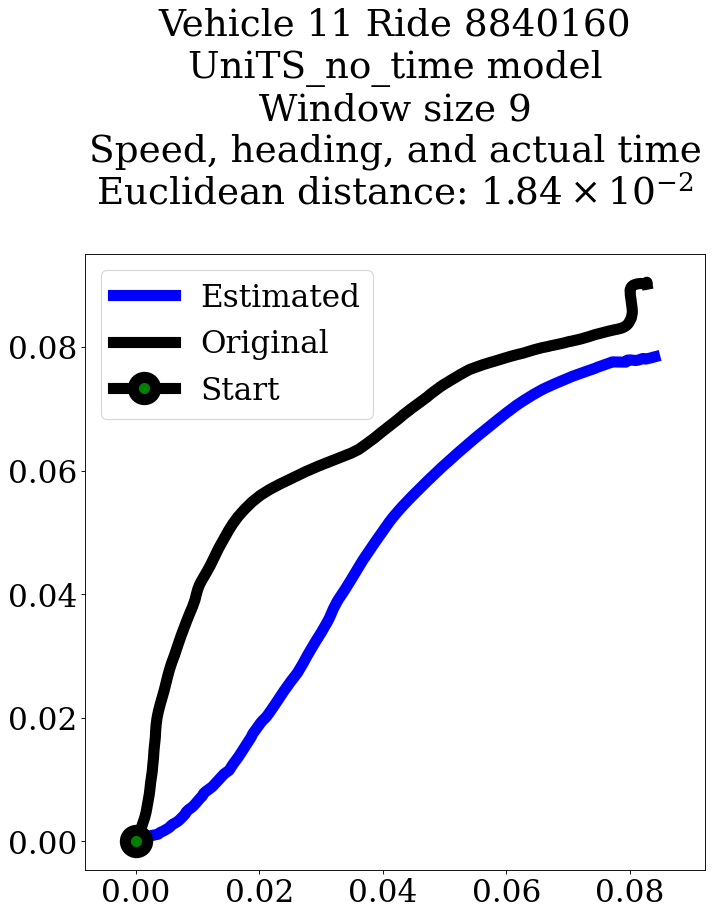 Vehicle 11 Ride 8840160
UniTS_no_time model
Window size 9
Speed, heading, and actual time
Euclidean distance: 1.84 × 10⁻²
Estimated
Original
Start
0.08
0.06
0.04
0.02
0.00
0.00 0.02 0.04 0.06 0.08